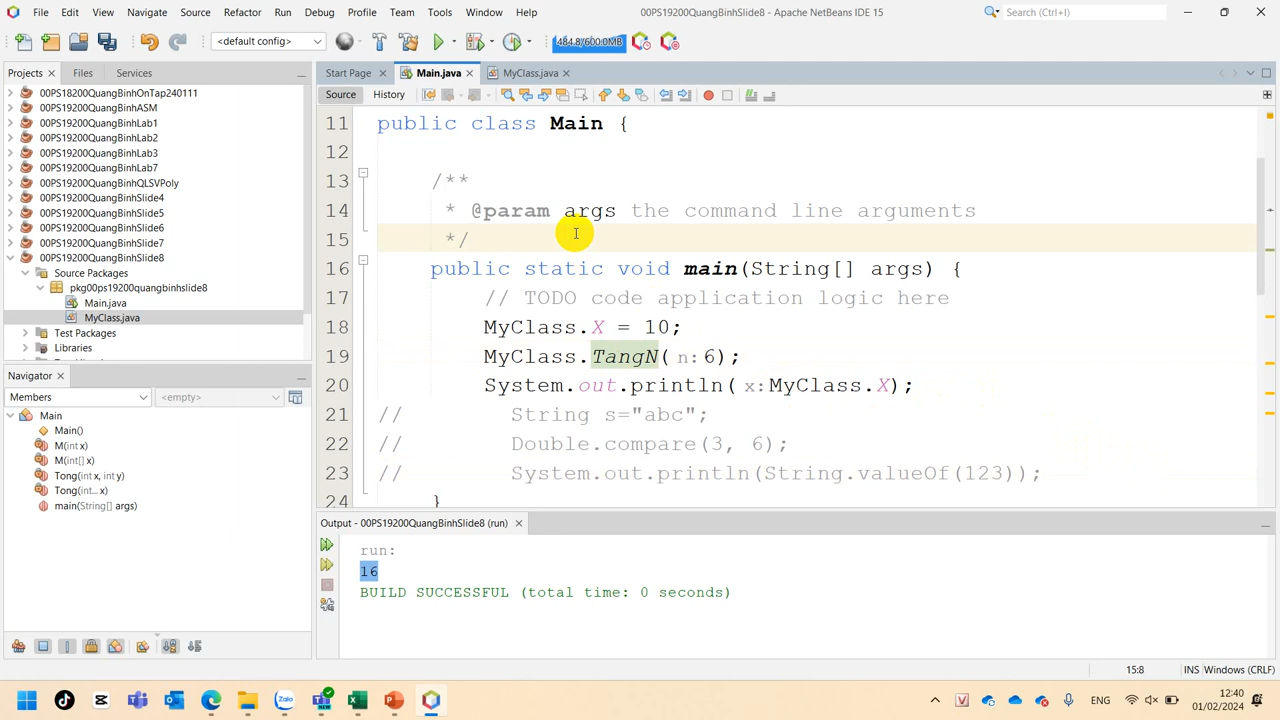 File Edit View Navigate Source Refactor Run Debug Profile Team Tools Window Help 00PS19200QuangBinhSlide8 - Apache NetBeans IDE 15 Search (Ctrl+I)
<default config> 484.8/600.0MB
Projects Files Services
Start Page Main.java MyClass.java
Source History
00PS18200QuangBinhOnTap240111
00PS19200QuangBinhASM
00PS19200QuangBinhLab1
00PS19200QuangBinhLab2
00PS19200QuangBinhLab3
00PS19200QuangBinhLab7
00PS19200QuangBinhQLSVPoly
00PS19200QuangBinhSlide4
00PS19200QuangBinhSlide5
00PS19200QuangBinhSlide6
00PS19200QuangBinhSlide7
00PS19200QuangBinhSlide8
Source Packages
pkg00ps19200quangbinhslide8
Main.java
MyClass.java
Test Packages
Libraries
Navigator
Members <empty>
Main
Main()
M(int x)
M(int[] x)
Tong(int x, int y)
Tong(int... x)
main(String[] args)
11 public class Main {
12
13 /**
14 * @param args the command line arguments
15 */
16 public static void main(String[] args) {
17 // TODO code application logic here
18 MyClass.X = 10;
19 MyClass.TangN( n: 6);
20 System.out.println( x: MyClass.X);
21 // String s="abc";
22 // Double.compare(3, 6);
23 // System.out.println(String.valueOf(123));
24 }
Output - 00PS19200QuangBinhSlide8 (run)
run:
16
BUILD SUCCESSFUL (total time: 0 seconds)
15:8 INS Windows (CRLF)
ENG 12:40
01/02/2024